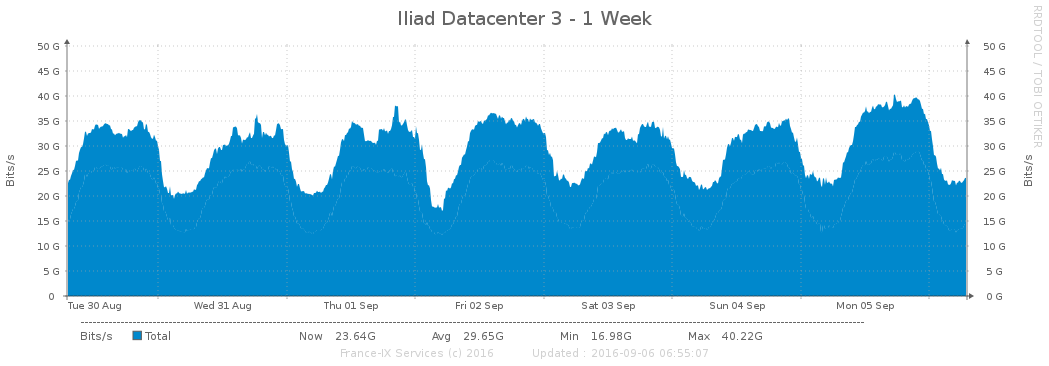 Iliad Datacenter 3 - 1 Week
RRDTOOL / TOBI OETIKER
Bits/s
50 G 50 G
45 G 45 G
40 G 40 G
35 G 35 G
30 G 30 G
25 G 25 G
20 G 20 G
15 G 15 G
10 G 10 G
5 G 5 G
0 0 G
Bits/s
Tue 30 Aug Wed 31 Aug Thu 01 Sep Fri 02 Sep Sat 03 Sep Sun 04 Sep Mon 05 Sep
Bits/s Total Now 23.64G Avg 29.65G Min 16.98G Max 40.22G
France-IX Services (c) 2016 Updated : 2016-09-06 06:55:07